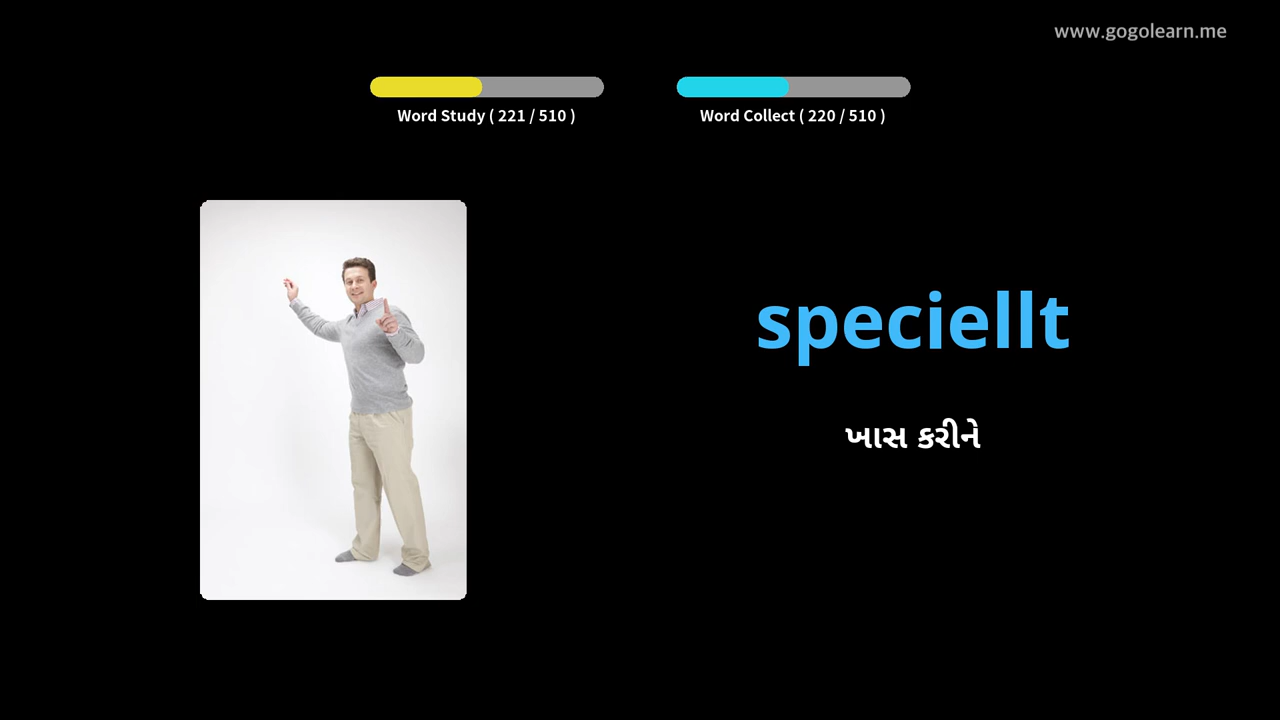 www.gogolearn.me
Word Study ( 221 / 510 )
Word Collect ( 220 / 510 )
speciellt
ખાસ કરીને